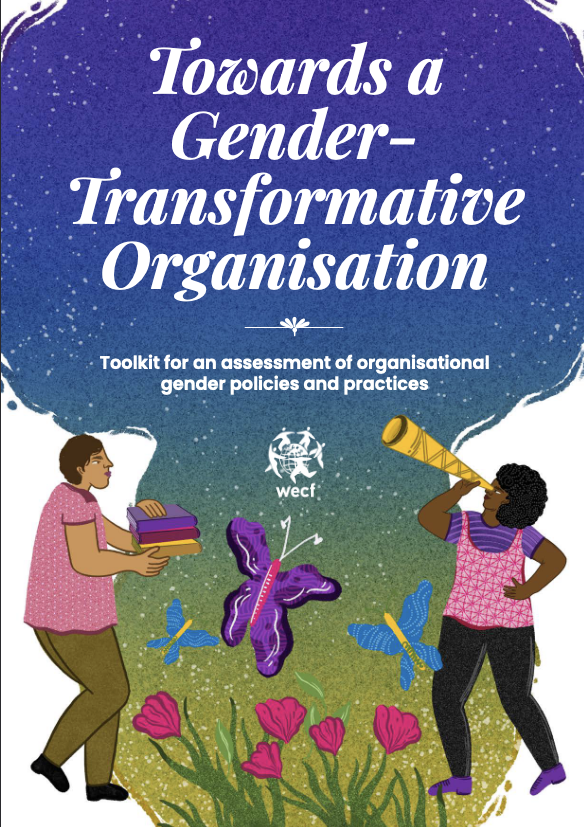 Towards a
Gender-
Transformative
Organisation
Toolkit for an assessment of organisational
gender policies and practices
wecf